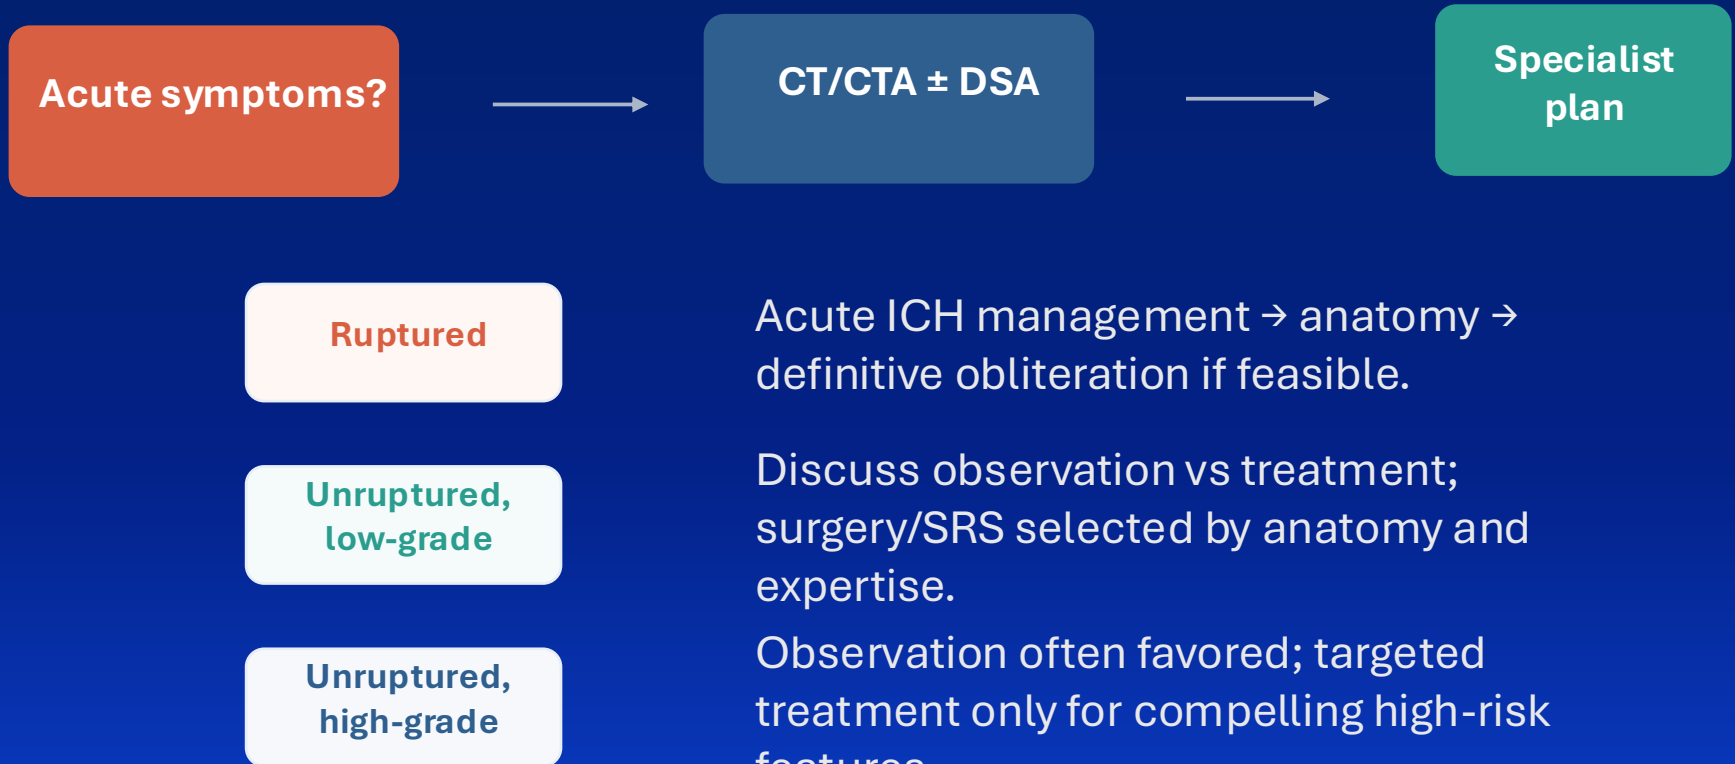 Acute symptoms?
CT/CTA ± DSA
Specialist
plan
Ruptured
Acute ICH management → anatomy →
definitive obliteration if feasible.
Unruptured,
low-grade
Discuss observation vs treatment;
surgery/SRS selected by anatomy and
expertise.
Unruptured,
high-grade
Observation often favored; targeted
treatment only for compelling high-risk